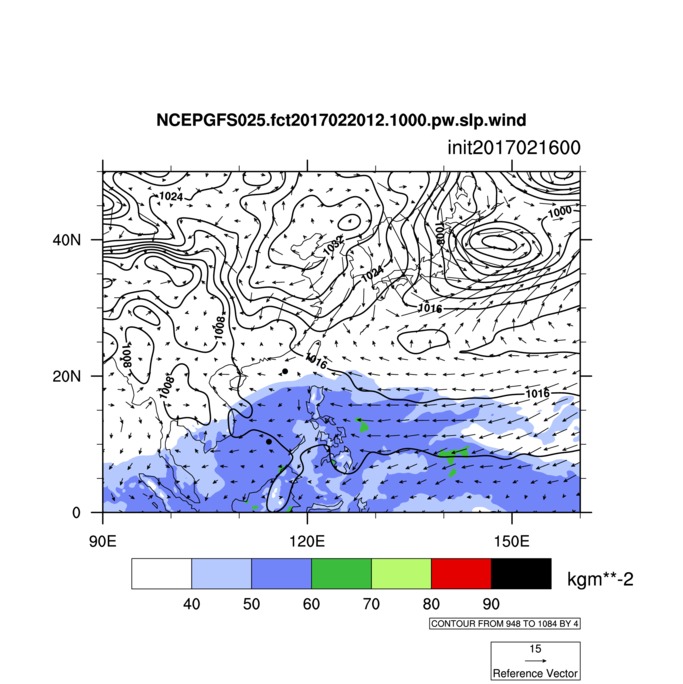 NCEPGFS025.fct2017022012.1000.pw.slp.wind
init2017021600
1024
1000
1008
40N
1032
1024
1016
1008
1008
1016
20N
1008
1016
0
90E 120E 150E
kgm**-2
40 50 60 70 80 90
CONTOUR FROM 948 TO 1084 BY 4
15
Reference Vector